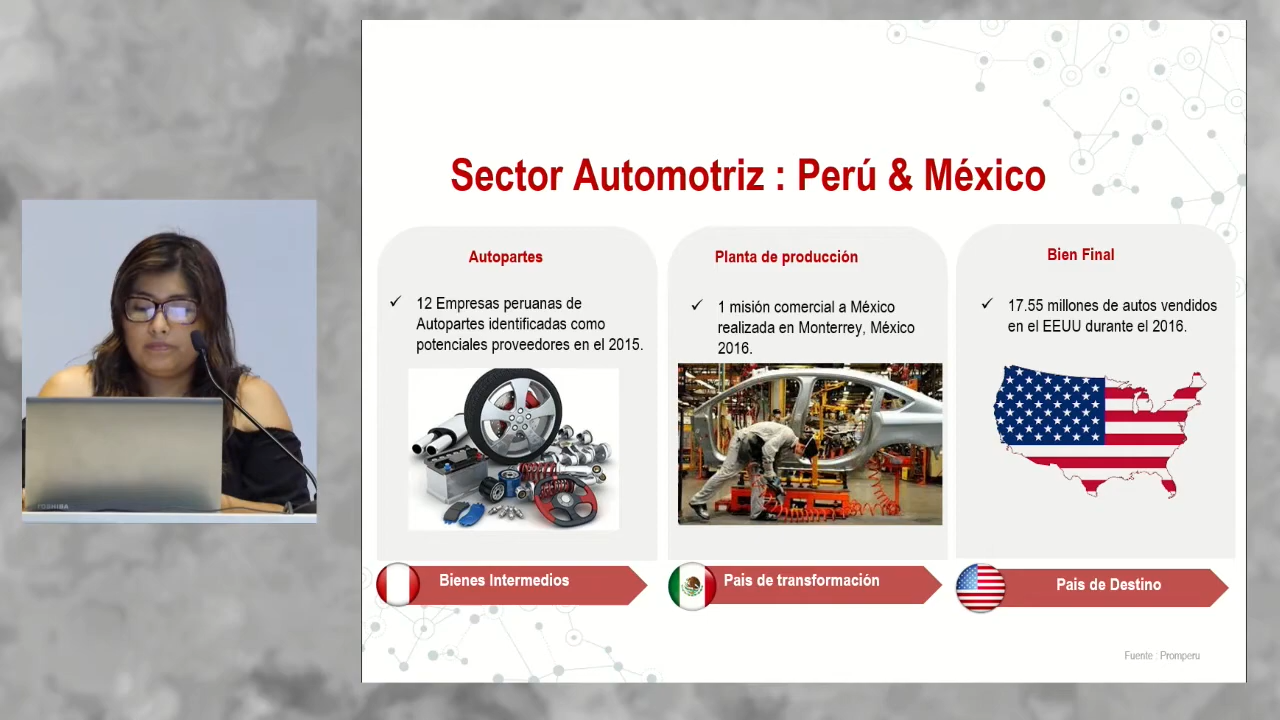 Sector Automotriz : Perú & México
Autopartes
12 Empresas peruanas de
Autopartes identificadas como
potenciales proveedores en el 2015.
Bienes Intermedios
Planta de producción
1 misión comercial a México
realizada en Monterrey, México
2016.
Pais de transformación
Bien Final
17.55 millones de autos vendidos
en el EEUU durante el 2016.
Pais de Destino
Fuente : Promperu
TOSHIBA